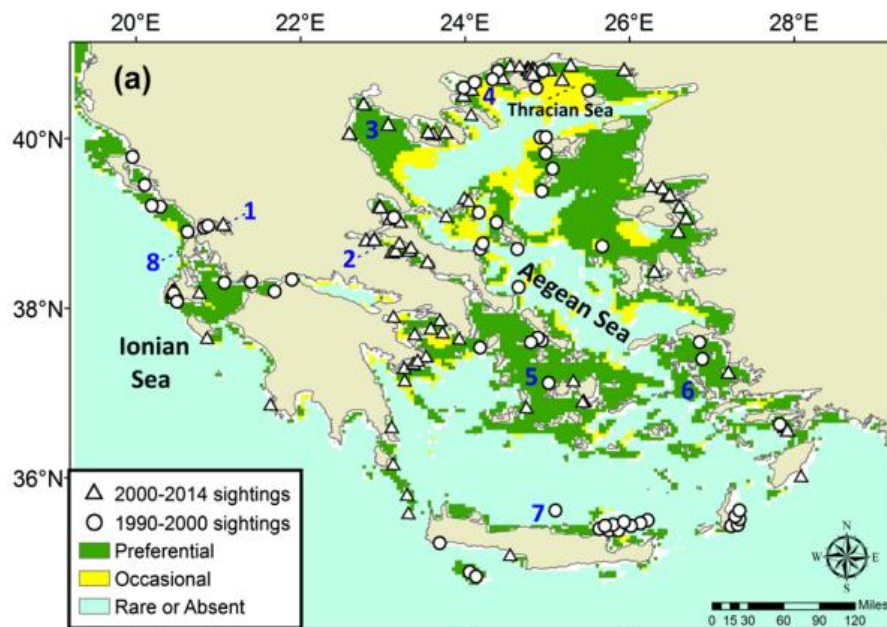 20°E 22°E 24°E 26°E 28°E
(a)
4
Thracian Sea
40°N
3
1
2
8
Aegean Sea
38°N
Ionian
Sea
5
6
36°N
7
2000-2014 sightings
1990-2000 sightings
Preferential
Occasional
Rare or Absent
N
W E
S
Miles
0 15 30 60 90 120